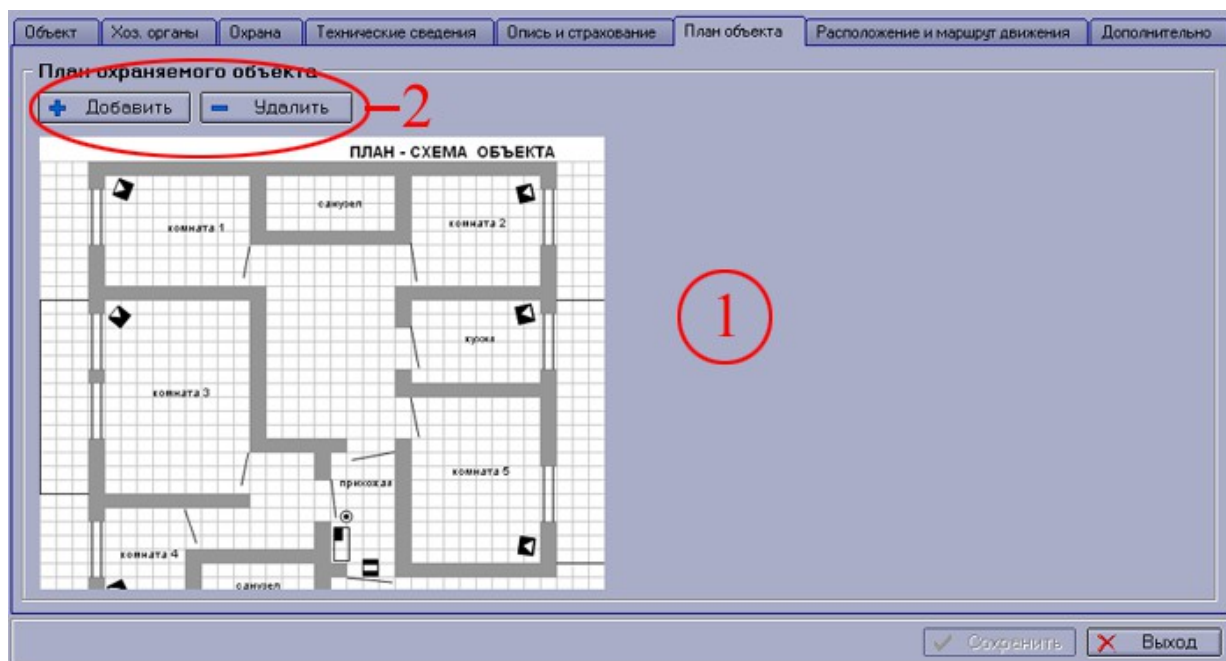 Объект Хоз. органы Охрана Технические сведения Опись и страхование План объекта Расположение и маршрут движения Дополнительно
План охраняемого объекта
Добавить Удалить 2
ПЛАН - СХЕМА ОБЪЕКТА
санузел
комната 1 комната 2
1
кухня
комната 3
комната 5
прихожая
комната 4
санузел
Сохранить Выход